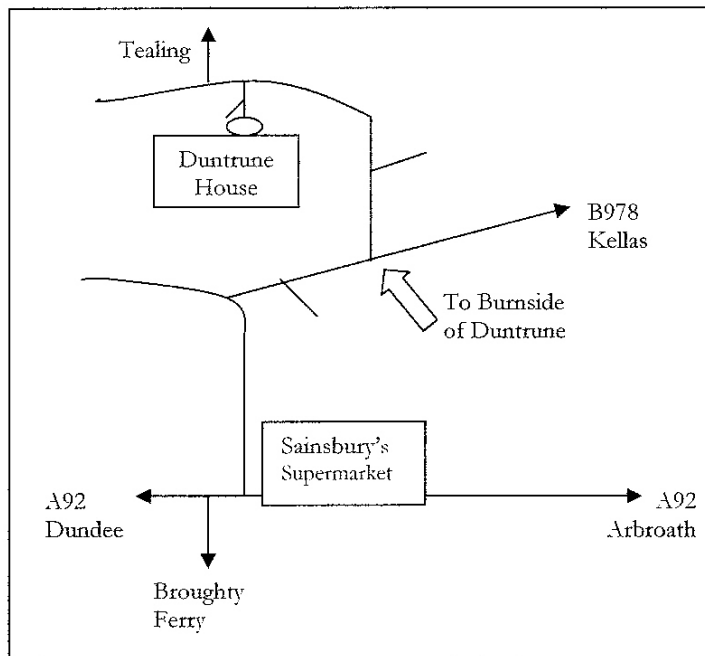 Tealing
Duntrune
House
B978
Kellas
To Burnside
of Duntrune
Sainsbury's
Supermarket
A92
Dundee
A92
Arbroath
Broughty
Ferry